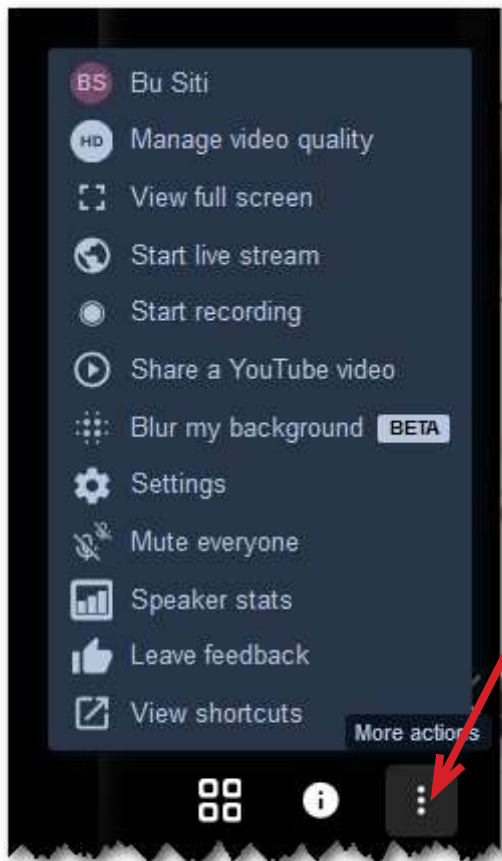 BS Bu Siti
HD Manage video quality
View full screen
Start live stream
Start recording
Share a YouTube video
Blur my background BETA
Settings
Mute everyone
Speaker stats
Leave feedback
View shortcuts
More actions